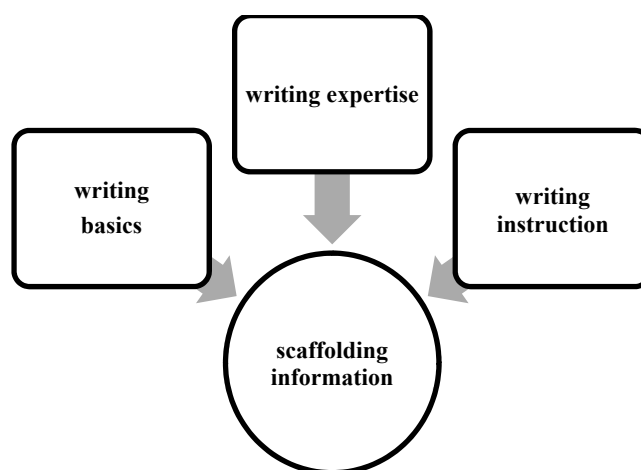 writing expertise
writing
basics
writing
instruction
scaffolding
information